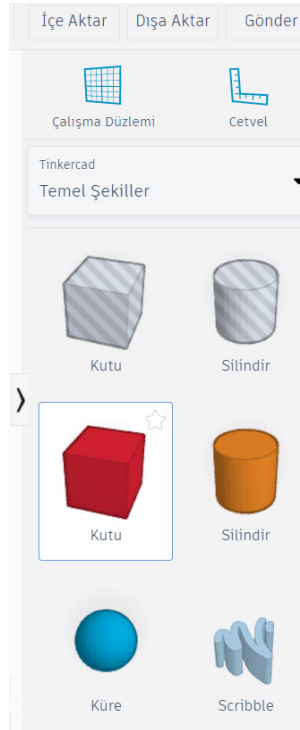 İçe Aktar Dışa Aktar Gönder
Çalışma Düzlemi Cetvel
Tinkercad
Temel Şekiller
Kutu Silindir
Kutu Silindir
Küre Scribble